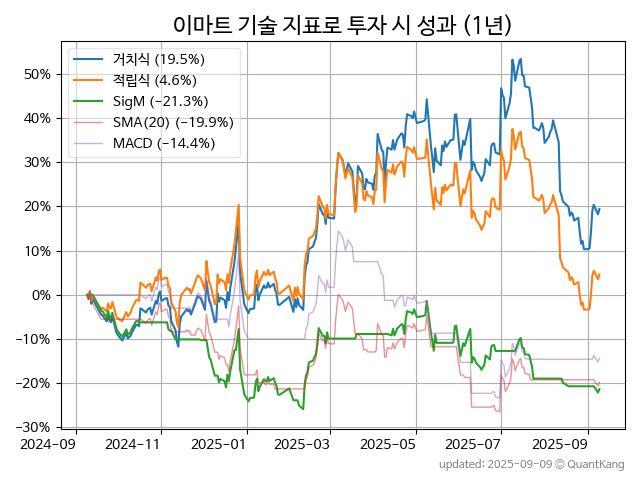 이마트 기술 지표로 투자 시 성과 (1년)
거치식 (19.5%)
적립식 (4.6%)
SigM (−21.3%)
SMA(20) (−19.9%)
MACD (−14.4%)
50%
40%
30%
20%
10%
0%
−10%
−20%
−30%
2024-09 2024-11 2025-01 2025-03 2025-05 2025-07 2025-09
updated: 2025-09-09 © QuantKang